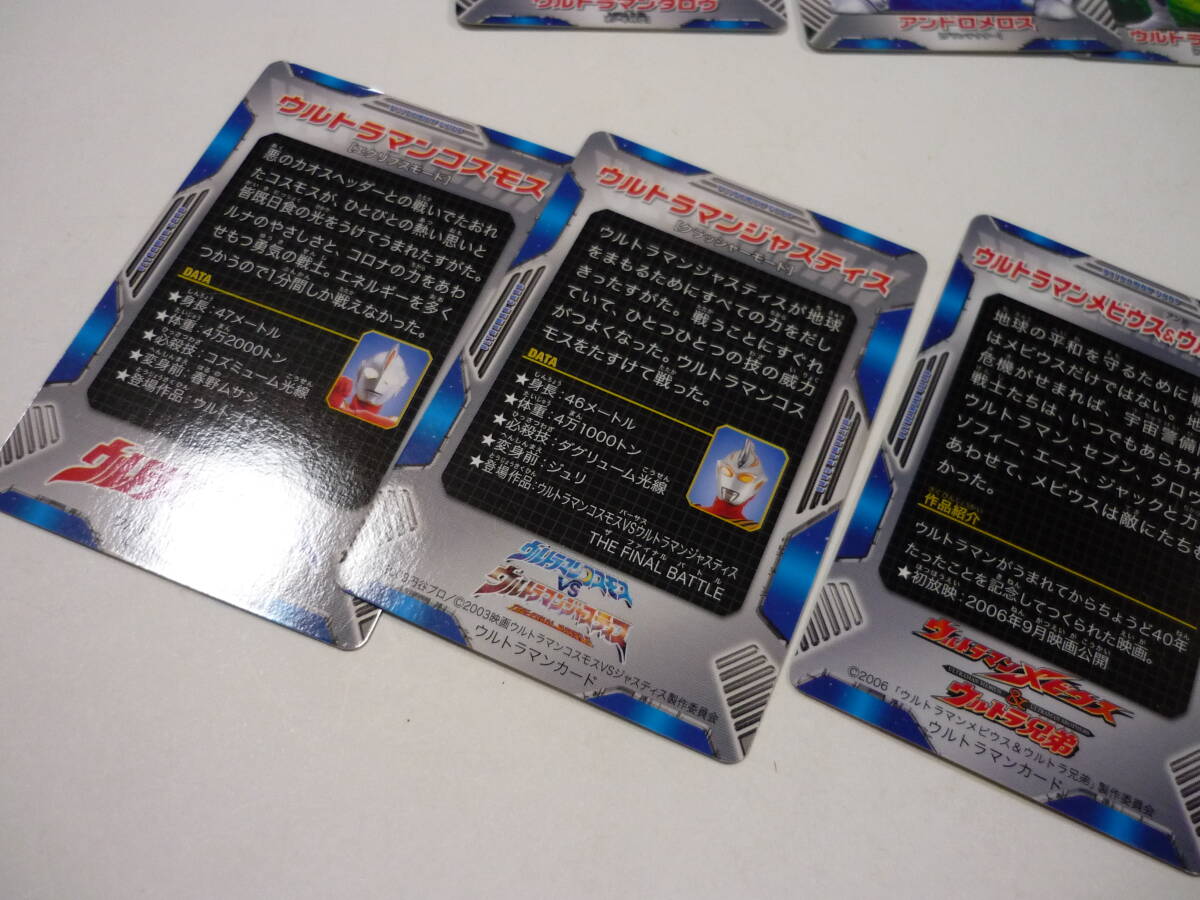 ウルトラマンタロウ
アンドロメロス
ウルトラ
ウルトラマンコスモス
[エクリプスモード]
悪のカオスヘッダーとの戦いでたおれ
たコスモスが、ひとびとの熱い思いと
皆既日食の光をうけてうまれたすがた。
ルナのやさしさと、コロナの力をあわ
せもつ勇気の戦士。エネルギーを多く
つかうので1分間しか戦えなかった。
DATA
★身長：47メートル
★体重：4万2000トン
★必殺技：コズミューム光線
★変身前：春野ムサシ
★登場作品：ウルトラ
ウルトラ
ウルトラマンジャスティス
[クラッシャーモード]
ウルトラマンジャスティスが地球
をまもるためにすべての力をだし
きったすがた。戦うことにすぐれ
ていて、ひとつひとつの技の威力
がつよくなった。ウルトラマンコス
モスをたすけて戦った。
DATA
★身長：46メートル
★体重：4万1000トン
★必殺技：ダグリューム光線
★変身前：ジュリ
★登場作品：ウルトラマンコスモスVSウルトラマンジャスティス
THE FINAL BATTLE
ウルトラマンコスモス
VS
ウルトラマンジャスティス
THE FINAL BATTLE
円谷プロ/©2003映画ウルトラマンコスモスVSジャスティス製作委員会
ウルトラマンカード
ウルトラマンメビウス&ウ
地球の平和を守るために戦
はメビウスだけではない。地
危機がせまれば、宇宙警備
戦士たちは、いつでもあらわ
ウルトラマン、セブン、タロ
ゾフィー、エース、ジャックと力
あわせて、メビウスは敵にたち
かった。
作品紹介
ウルトラマンがうまれてからちょうど40年
たったことを記念してつくられた映画。
★初放映：2006年9月映画公開
ウルトラマンメビウス
&
ウルトラ兄弟
©2006「ウルトラマンメビウス&ウルトラ兄弟」製作委員会
ウルトラマンカード